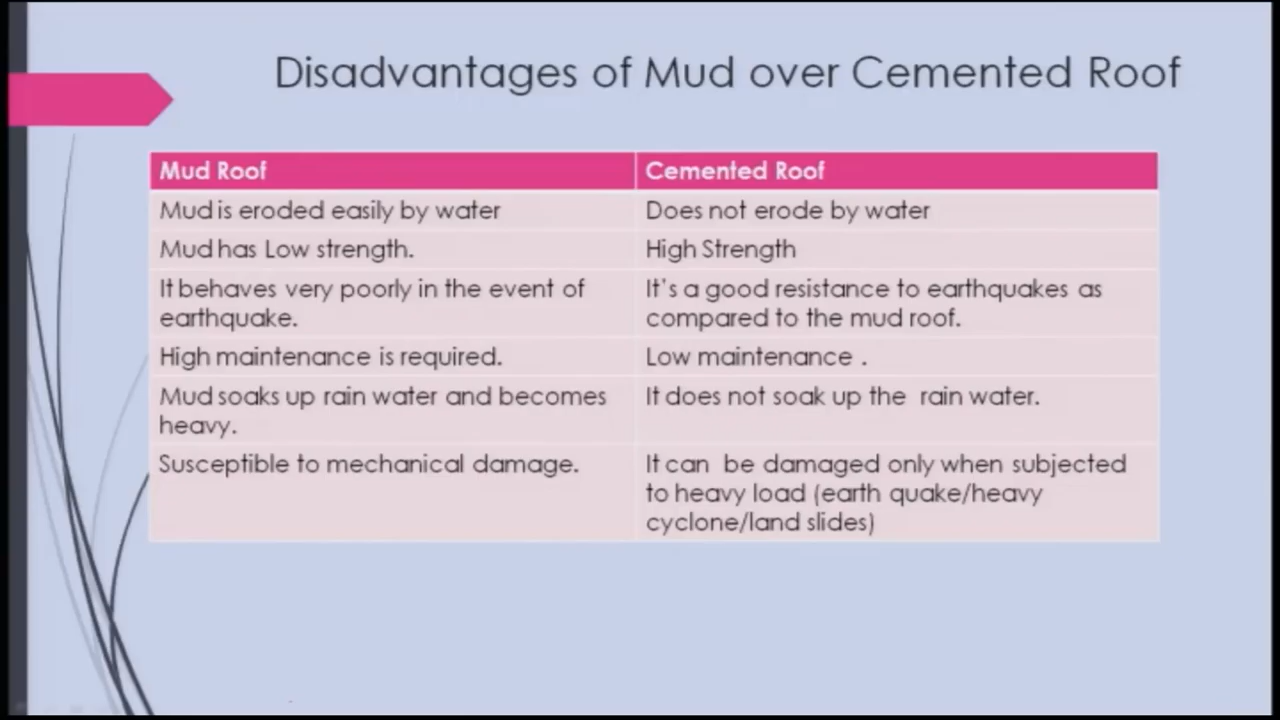 Disadvantages of Mud over Cemented Roof
Mud Roof
Cemented Roof
Mud is eroded easily by water
Does not erode by water
Mud has Low strength.
High Strength
It behaves very poorly in the event of
earthquake.
It's a good resistance to earthquakes as
compared to the mud roof.
High maintenance is required.
Low maintenance .
Mud soaks up rain water and becomes
heavy.
It does not soak up the rain water.
Susceptible to mechanical damage.
It can be damaged only when subjected
to heavy load (earth quake/heavy
cyclone/land slides)